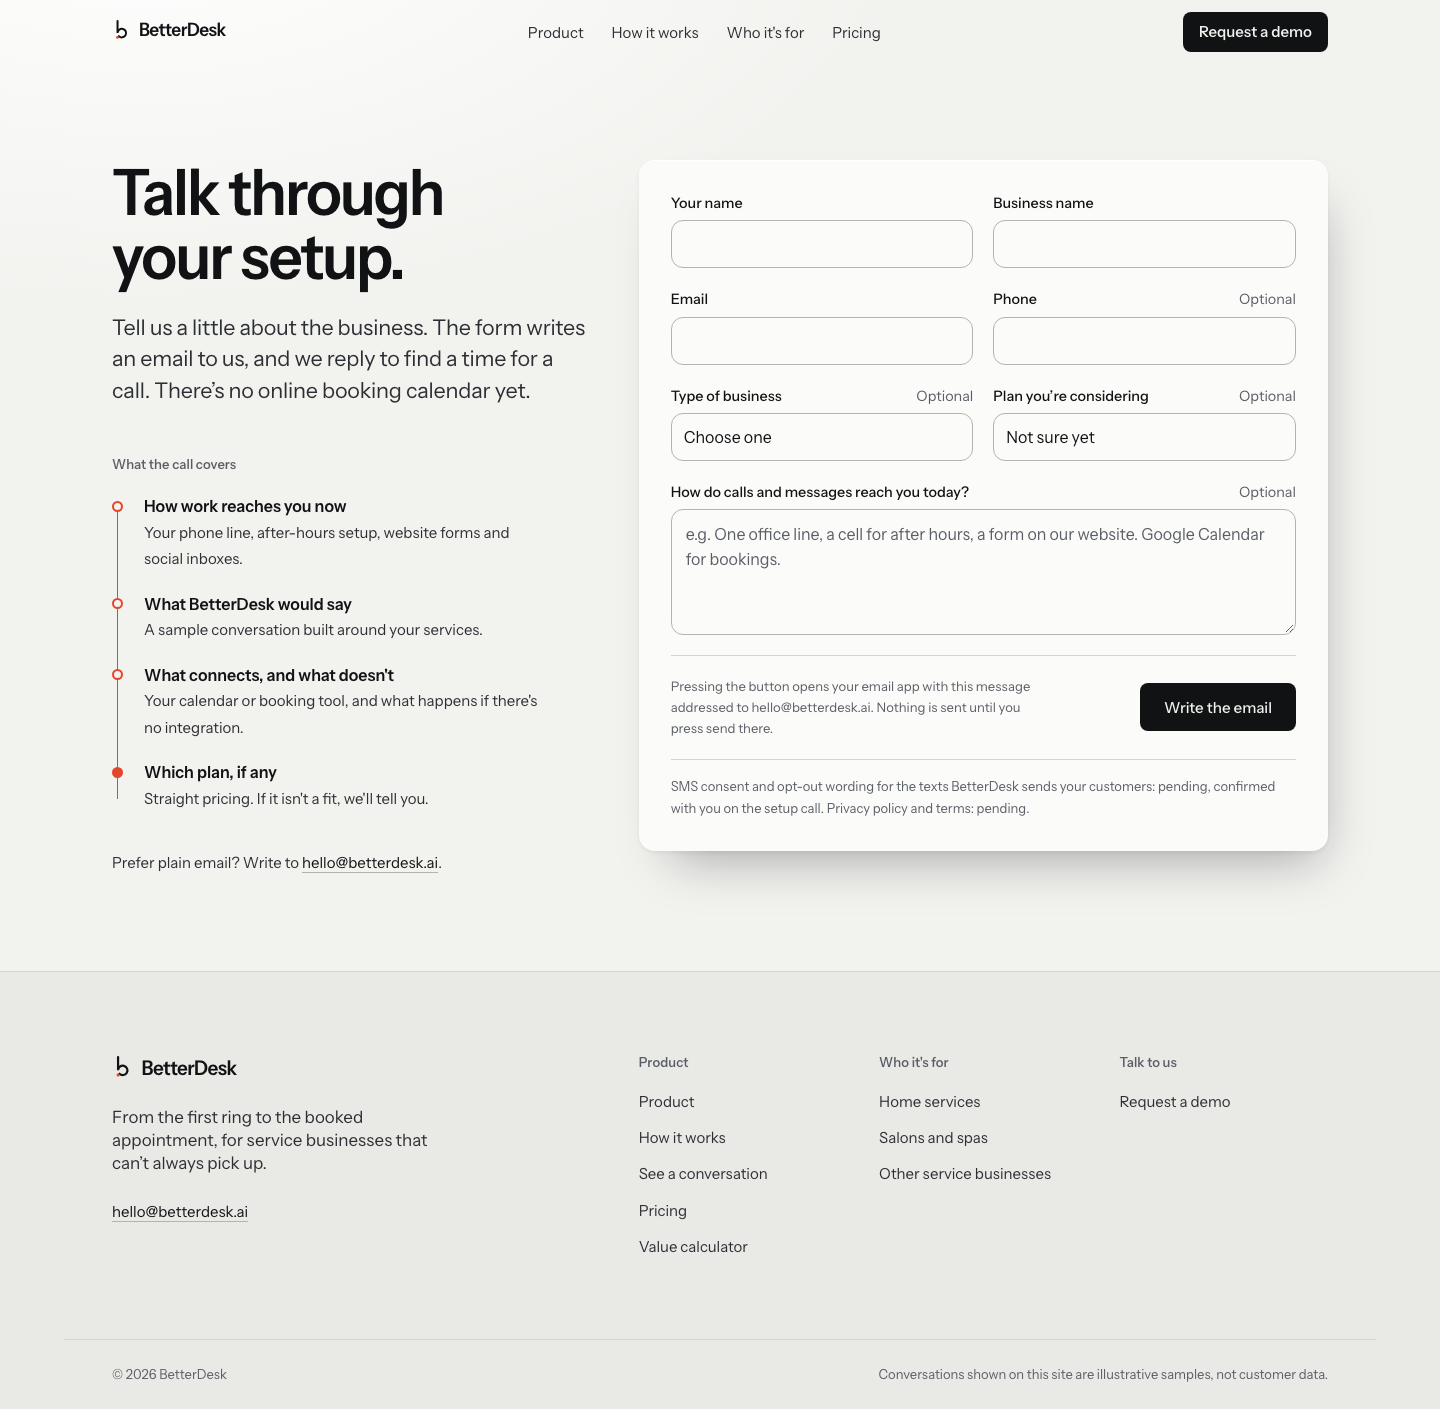 BetterDesk
Product
How it works
Who it's for
Pricing
Request a demo
Talk through
your setup.
Tell us a little about the business. The form writes
an email to us, and we reply to find a time for a
call. There’s no online booking calendar yet.
What the call covers
How work reaches you now
Your phone line, after-hours setup, website forms and
social inboxes.
What BetterDesk would say
A sample conversation built around your services.
What connects, and what doesn't
Your calendar or booking tool, and what happens if there's
no integration.
Which plan, if any
Straight pricing. If it isn't a fit, we'll tell you.
Prefer plain email? Write to hello@betterdesk.ai.
Your name
Business name
Email
Phone
Optional
Type of business
Optional
Plan you’re considering
Optional
Choose one
Not sure yet
How do calls and messages reach you today?
Optional
e.g. One office line, a cell for after hours, a form on our website. Google Calendar
for bookings.
Pressing the button opens your email app with this message
addressed to hello@betterdesk.ai. Nothing is sent until you
press send there.
Write the email
SMS consent and opt-out wording for the texts BetterDesk sends your customers: pending, confirmed
with you on the setup call. Privacy policy and terms: pending.
BetterDesk
From the first ring to the booked
appointment, for service businesses that
can’t always pick up.
hello@betterdesk.ai
Product
Product
How it works
See a conversation
Pricing
Value calculator
Who it's for
Home services
Salons and spas
Other service businesses
Talk to us
Request a demo
© 2026 BetterDesk
Conversations shown on this site are illustrative samples, not customer data.